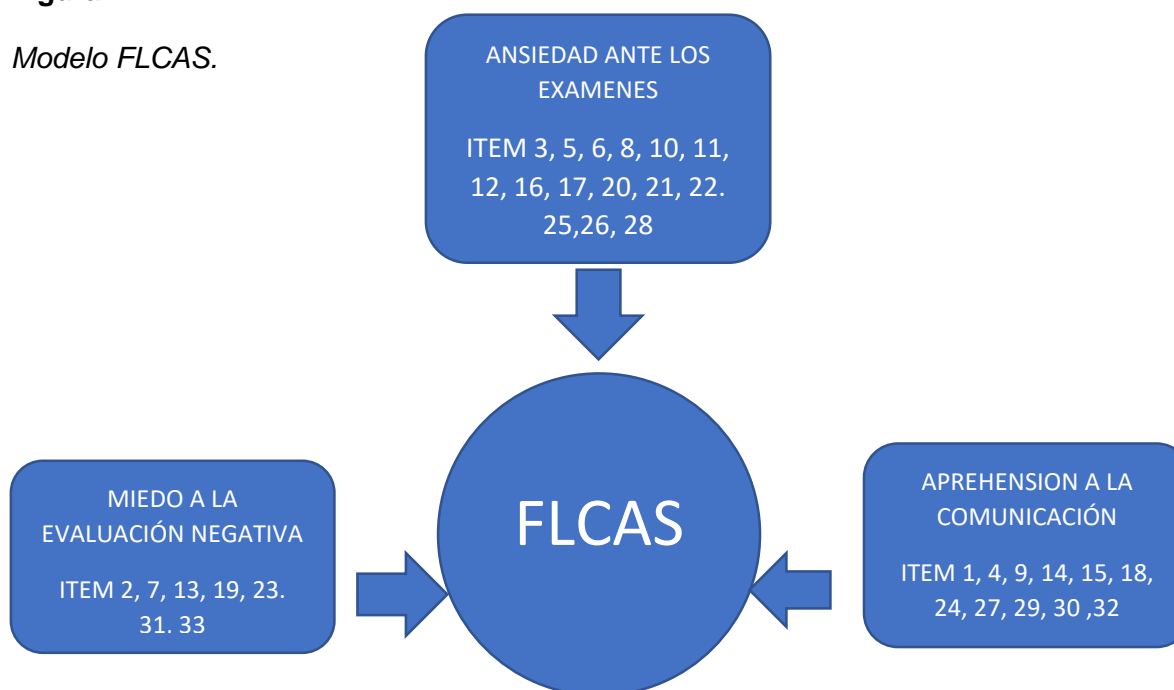 Modelo FLCAS.
ANSIEDAD ANTE LOS
EXAMENES
ITEM 3, 5, 6, 8, 10, 11,
12, 16, 17, 20, 21, 22.
25,26, 28
MIEDO A LA
EVALUACIÓN NEGATIVA
ITEM 2, 7, 13, 19, 23.
31. 33
FLCAS
APREHENSION A LA
COMUNICACIÓN
ITEM 1, 4, 9, 14, 15, 18,
24, 27, 29, 30 ,32